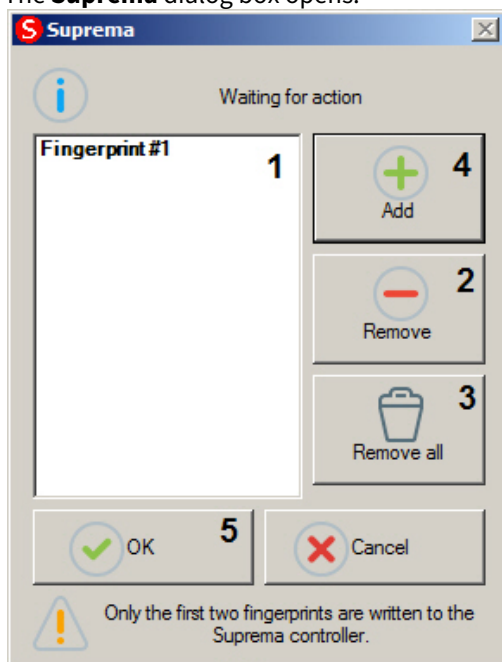 The Suprema dialog box opens.
S Suprema
Waiting for action
Fingerprint #1
1
4
Add
2
Remove
3
Remove all
OK
5
Cancel
Only the first two fingerprints are written to the
Suprema controller.